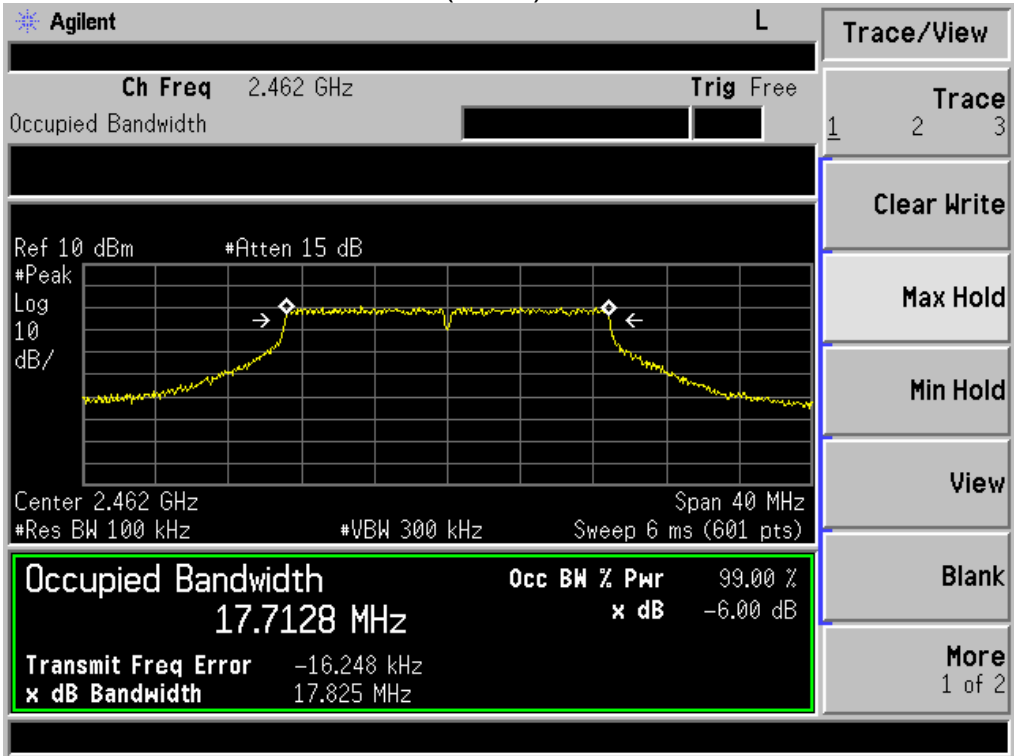 Agilent L
Trace/View
Ch Freq 2.462 GHz Trig Free
Occupied Bandwidth
Trace
1 2 3
Clear Write
Ref 10 dBm #Atten 15 dB
#Peak
Log
10
dB/
Max Hold
Min Hold
View
Center 2.462 GHz Span 40 MHz
#Res BW 100 kHz #VBW 300 kHz Sweep 6 ms (601 pts)
Occupied Bandwidth Occ BW % Pwr 99.00 %
17.7128 MHz x dB -6.00 dB
Blank
Transmit Freq Error -16.248 kHz
x dB Bandwidth 17.825 MHz
More
1 of 2